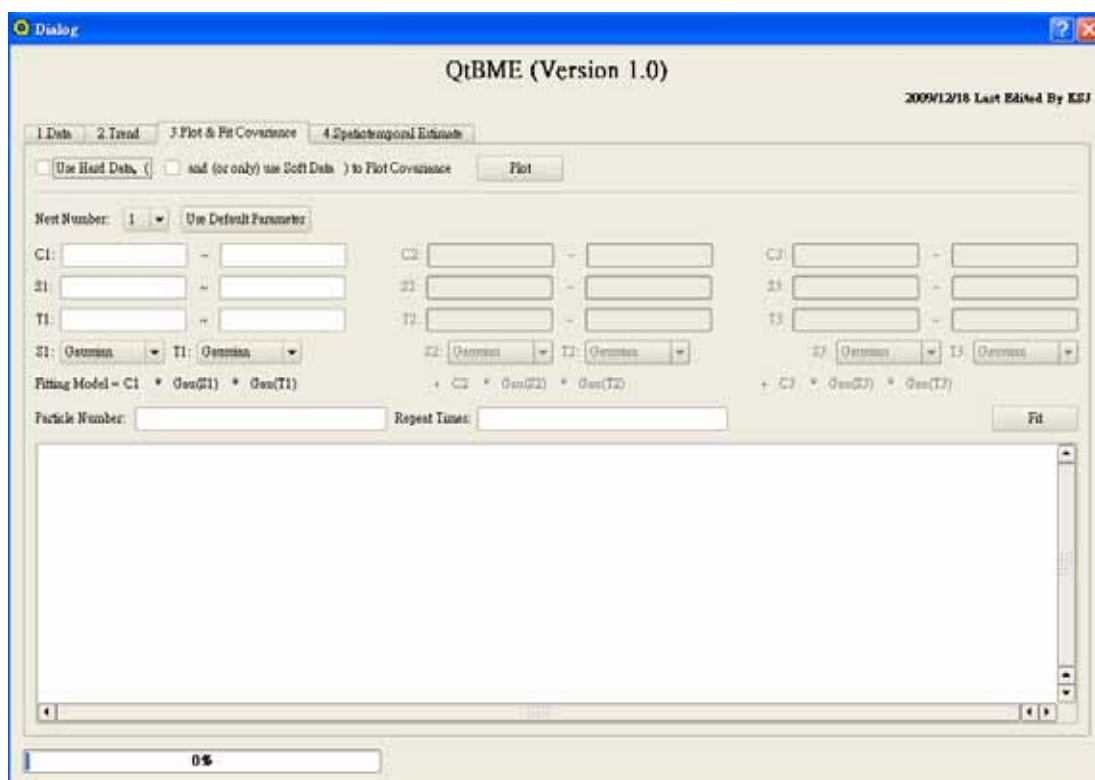 Dialog
QtBME (Version 1.0)
2009/12/18 Last Edited By KSJ
1.Data 2.Trend 3.Plot & Fit Covariance 4.Spatiotemporal Estimate
Use Hard Data, ( and (or only) use Soft Data ) to Plot Covariance Plot
Nest Number: 1 Use Default Parameter
C1: ~ C2: ~ C3: ~
S1: ~ S2: ~ S3: ~
T1: ~ T2: ~ T3: ~
S1: Gaussian T1: Gaussian S2: Gaussian T2: Gaussian S3: Gaussian T3: Gaussian
Fitting Model = C1 * Gau(S1) * Gau(T1) + C2 * Gau(S2) * Gau(T2) + C3 * Gau(S3) * Gau(T3)
Particle Number: Repeat Times: Fit
0%